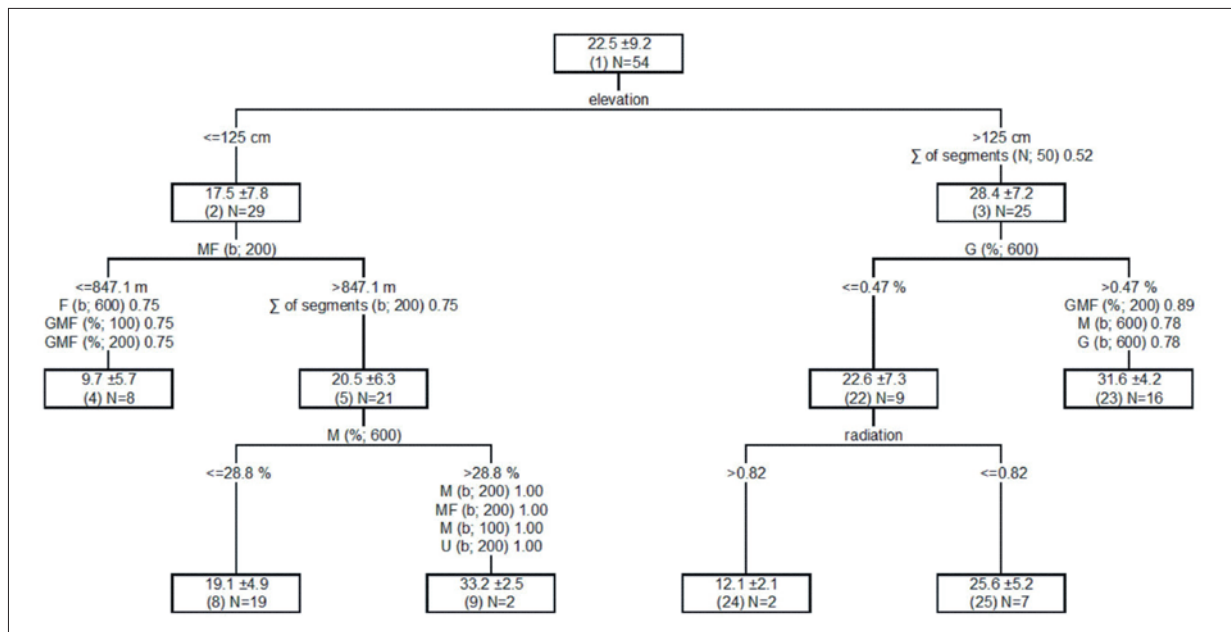 22.5 ±9.2
(1) N=54
elevation
<=125 cm
>125 cm
∑ of segments (N; 50) 0.52
17.5 ±7.8
(2) N=29
28.4 ±7.2
(3) N=25
MF (b; 200)
G (%; 600)
<=847.1 m
F (b; 600) 0.75
GMF (%; 100) 0.75
GMF (%; 200) 0.75
>847.1 m
∑ of segments (b; 200) 0.75
<=0.47 %
>0.47 %
GMF (%; 200) 0.89
M (b; 600) 0.78
G (b; 600) 0.78
9.7 ±5.7
(4) N=8
20.5 ±6.3
(5) N=21
22.6 ±7.3
(22) N=9
31.6 ±4.2
(23) N=16
M (%; 600)
radiation
<=28.8 %
>28.8 %
M (b; 200) 1.00
MF (b; 200) 1.00
M (b; 100) 1.00
U (b; 200) 1.00
>0.82
<=0.82
19.1 ±4.9
(8) N=19
33.2 ±2.5
(9) N=2
12.1 ±2.1
(24) N=2
25.6 ±5.2
(25) N=7